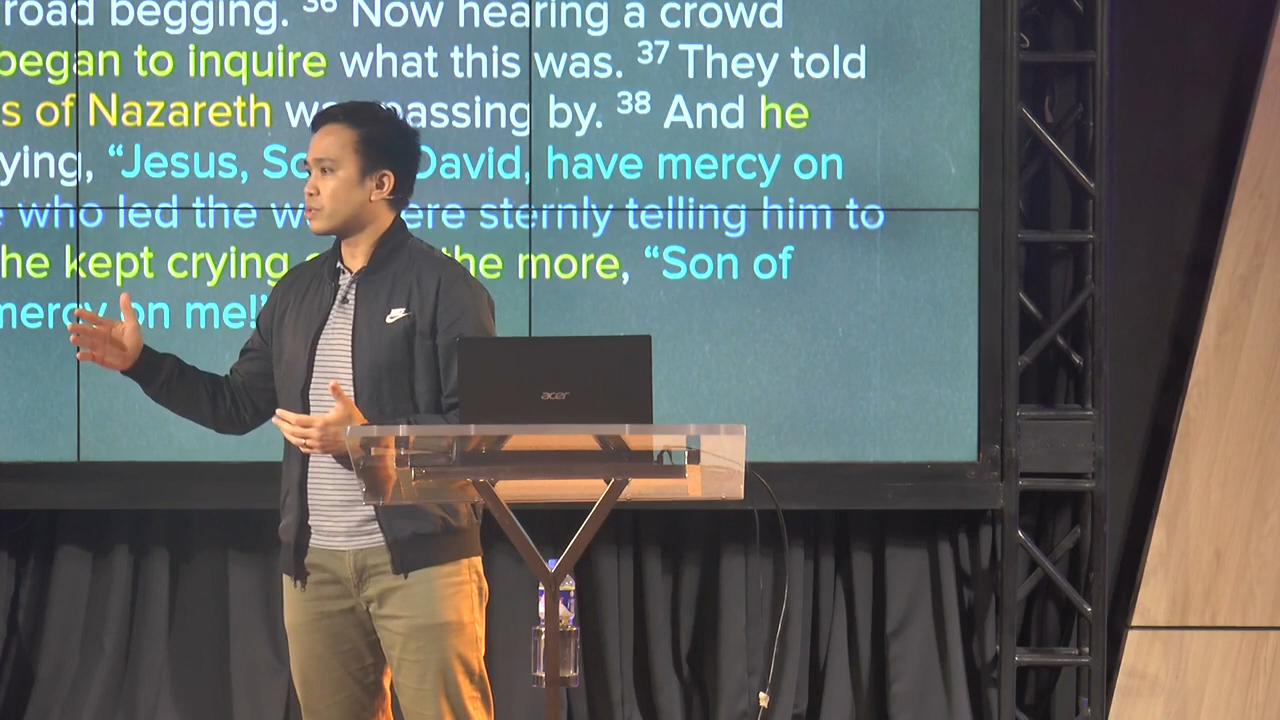 road begging. 36 Now hearing a crowd
began to inquire what this was. 37 They told
s of Nazareth passing by. 38 And he
ying, “Jesus, David, have mercy on
who led the sternly telling him to
he kept crying the more, “Son of
mercy on me!’
acer